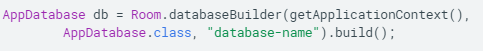 AppDatabase db = Room.databaseBuilder(getApplicationContext(),
AppDatabase.class, "database-name").build();